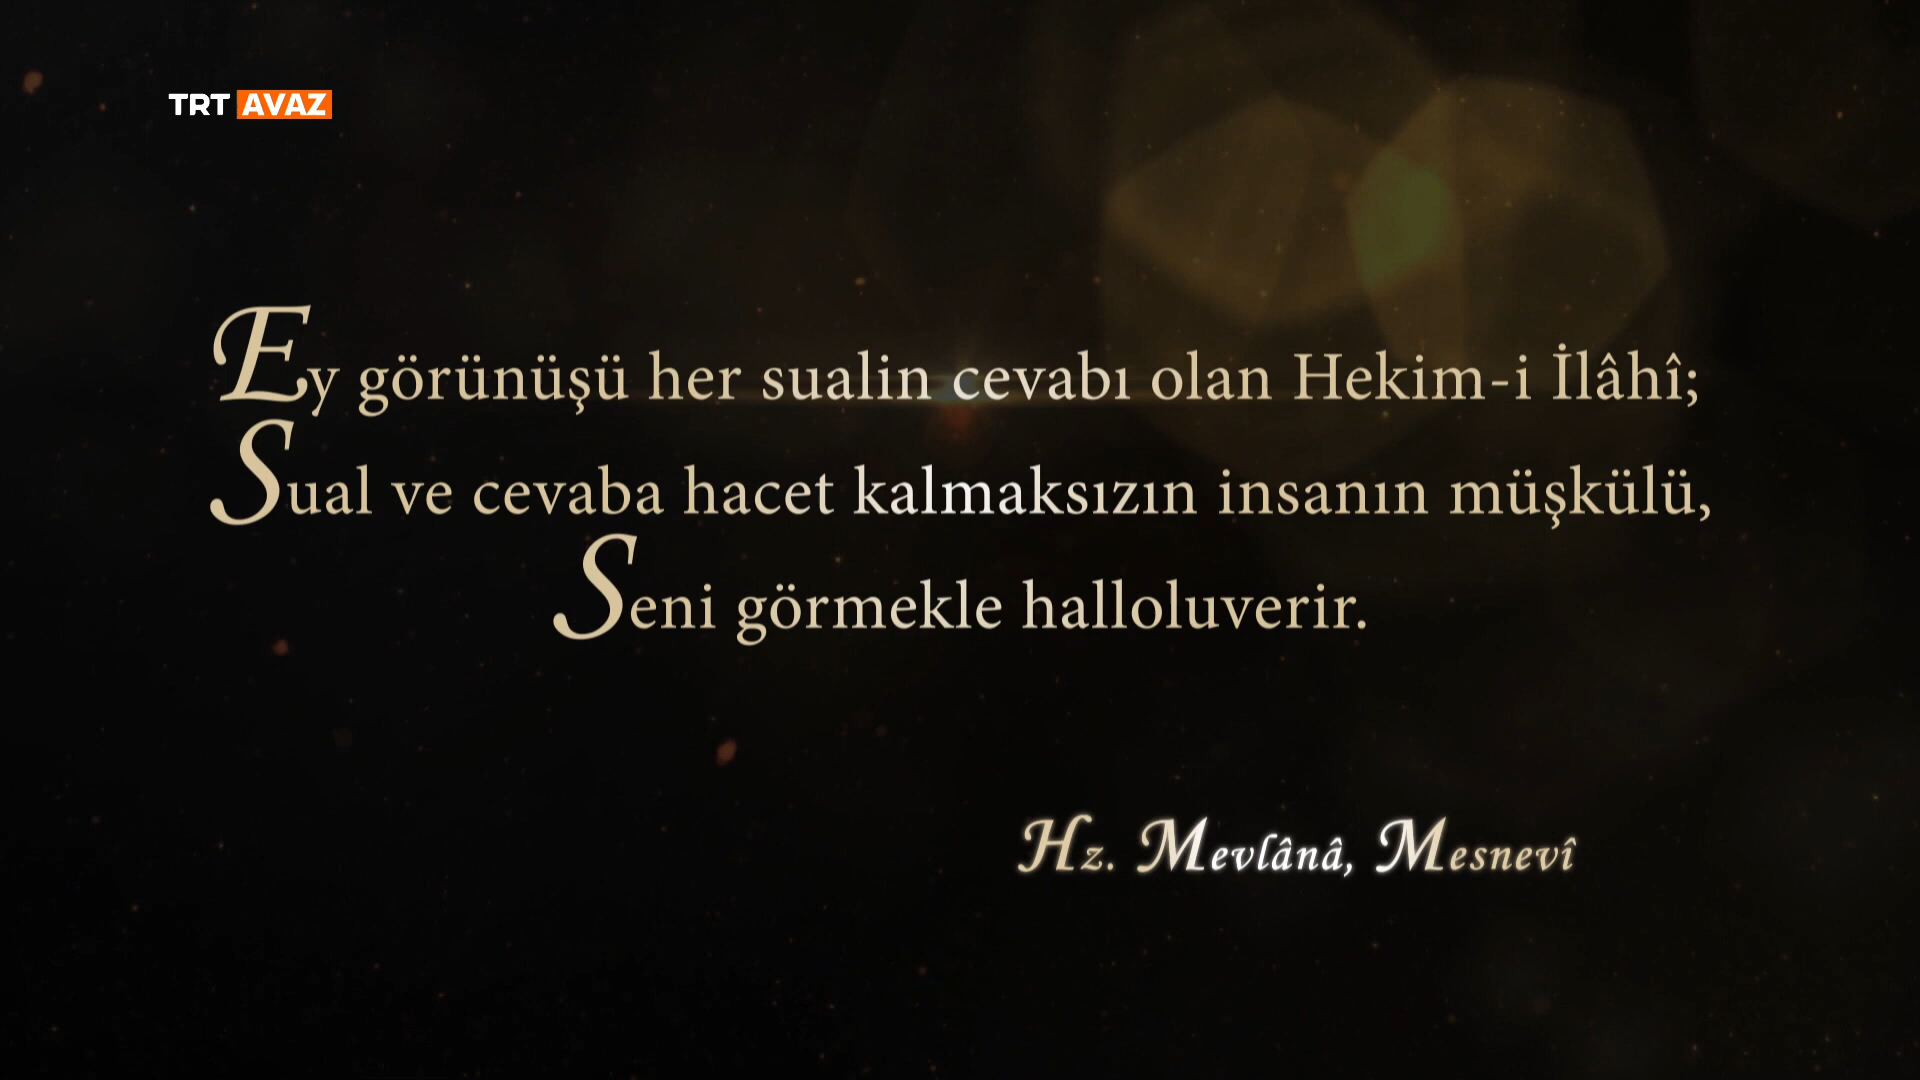 TRT AVAZ
Ey görünüşü her sualin cevabı olan Hekim-i İlâhî;
Sual ve cevaba hacet kalmaksızın insanın müşkülü,
Seni görmekle halloluverir.
Hz. Mevlânâ, Mesnevî